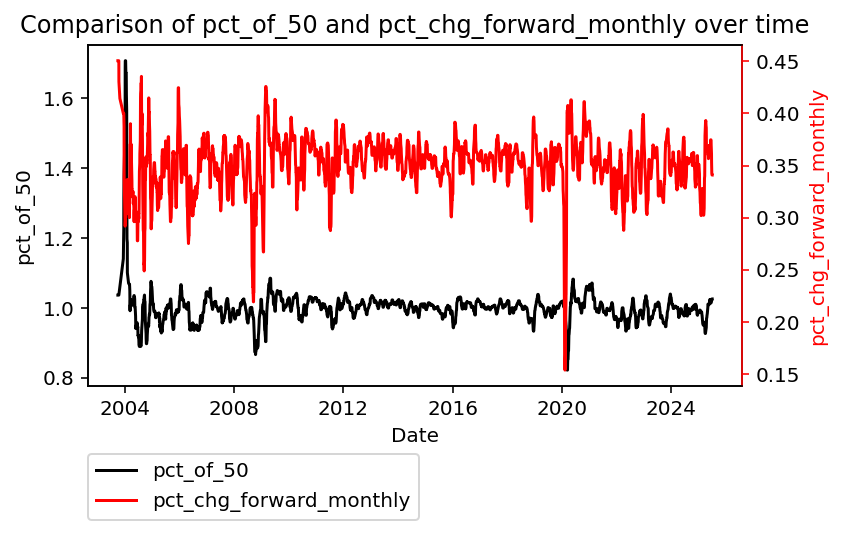 Comparison of pct_of_50 and pct_chg_forward_monthly over time
pct_of_50
1.6
1.4
1.2
1.0
0.8
0.45
0.40
0.35
0.30
0.25
0.20
0.15
pct_chg_forward_monthly
2004 2008 2012 2016 2020 2024
Date
pct_of_50
pct_chg_forward_monthly